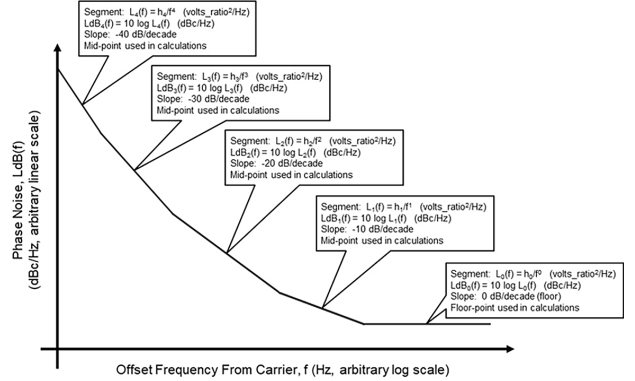 Segment: L₄(f) = h₄/f⁴ (volts_ratio²/Hz)
LdB₄(f) = 10 log L₄(f) (dBc/Hz)
Slope: -40 dB/decade
Mid-point used in calculations
Segment: L₃(f) = h₃/f³ (volts_ratio²/Hz)
LdB₃(f) = 10 log L₃(f) (dBc/Hz)
Slope: -30 dB/decade
Mid-point used in calculations
Segment: L₂(f) = h₂/f² (volts_ratio²/Hz)
LdB₂(f) = 10 log L₂(f) (dBc/Hz)
Slope: -20 dB/decade
Mid-point used in calculations
Segment: L₁(f) = h₁/f¹ (volts_ratio²/Hz)
LdB₁(f) = 10 log L₁(f) (dBc/Hz)
Slope: -10 dB/decade
Mid-point used in calculations
Segment: L₀(f) = h₀/f⁰ (volts_ratio²/Hz)
LdB₀(f) = 10 log L₀(f) (dBc/Hz)
Slope: 0 dB/decade (floor)
Floor-point used in calculations
Phase Noise, LdB(f)
(dBc/Hz, arbitrary linear scale)
Offset Frequency From Carrier, f (Hz, arbitrary log scale)